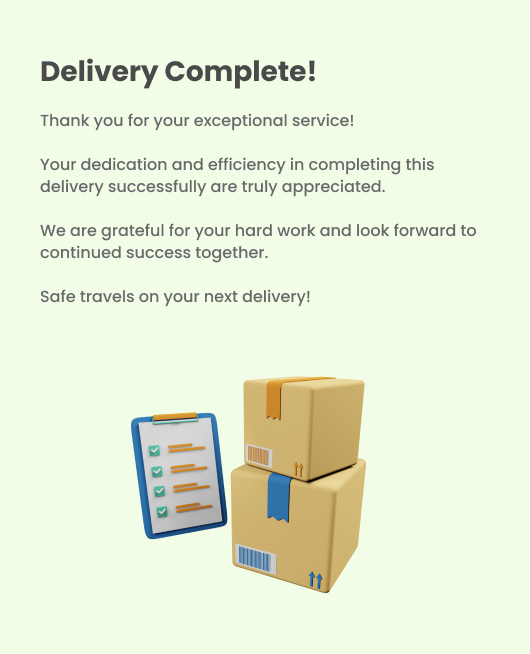 Delivery Complete!
Thank you for your exceptional service!
Your dedication and efficiency in completing this
delivery successfully are truly appreciated.
We are grateful for your hard work and look forward to
continued success together.
Safe travels on your next delivery!